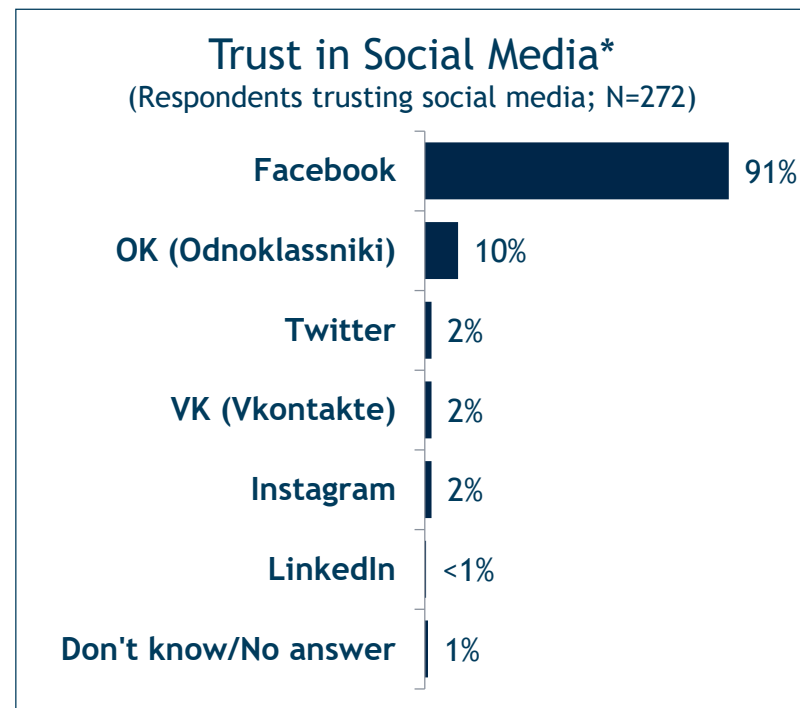 Trust in Social Media*
(Respondents trusting social media; N=272)
Facebook 91%
OK (Odnoklassniki) 10%
Twitter 2%
VK (Vkontakte) 2%
Instagram 2%
LinkedIn <1%
Don't know/No answer 1%